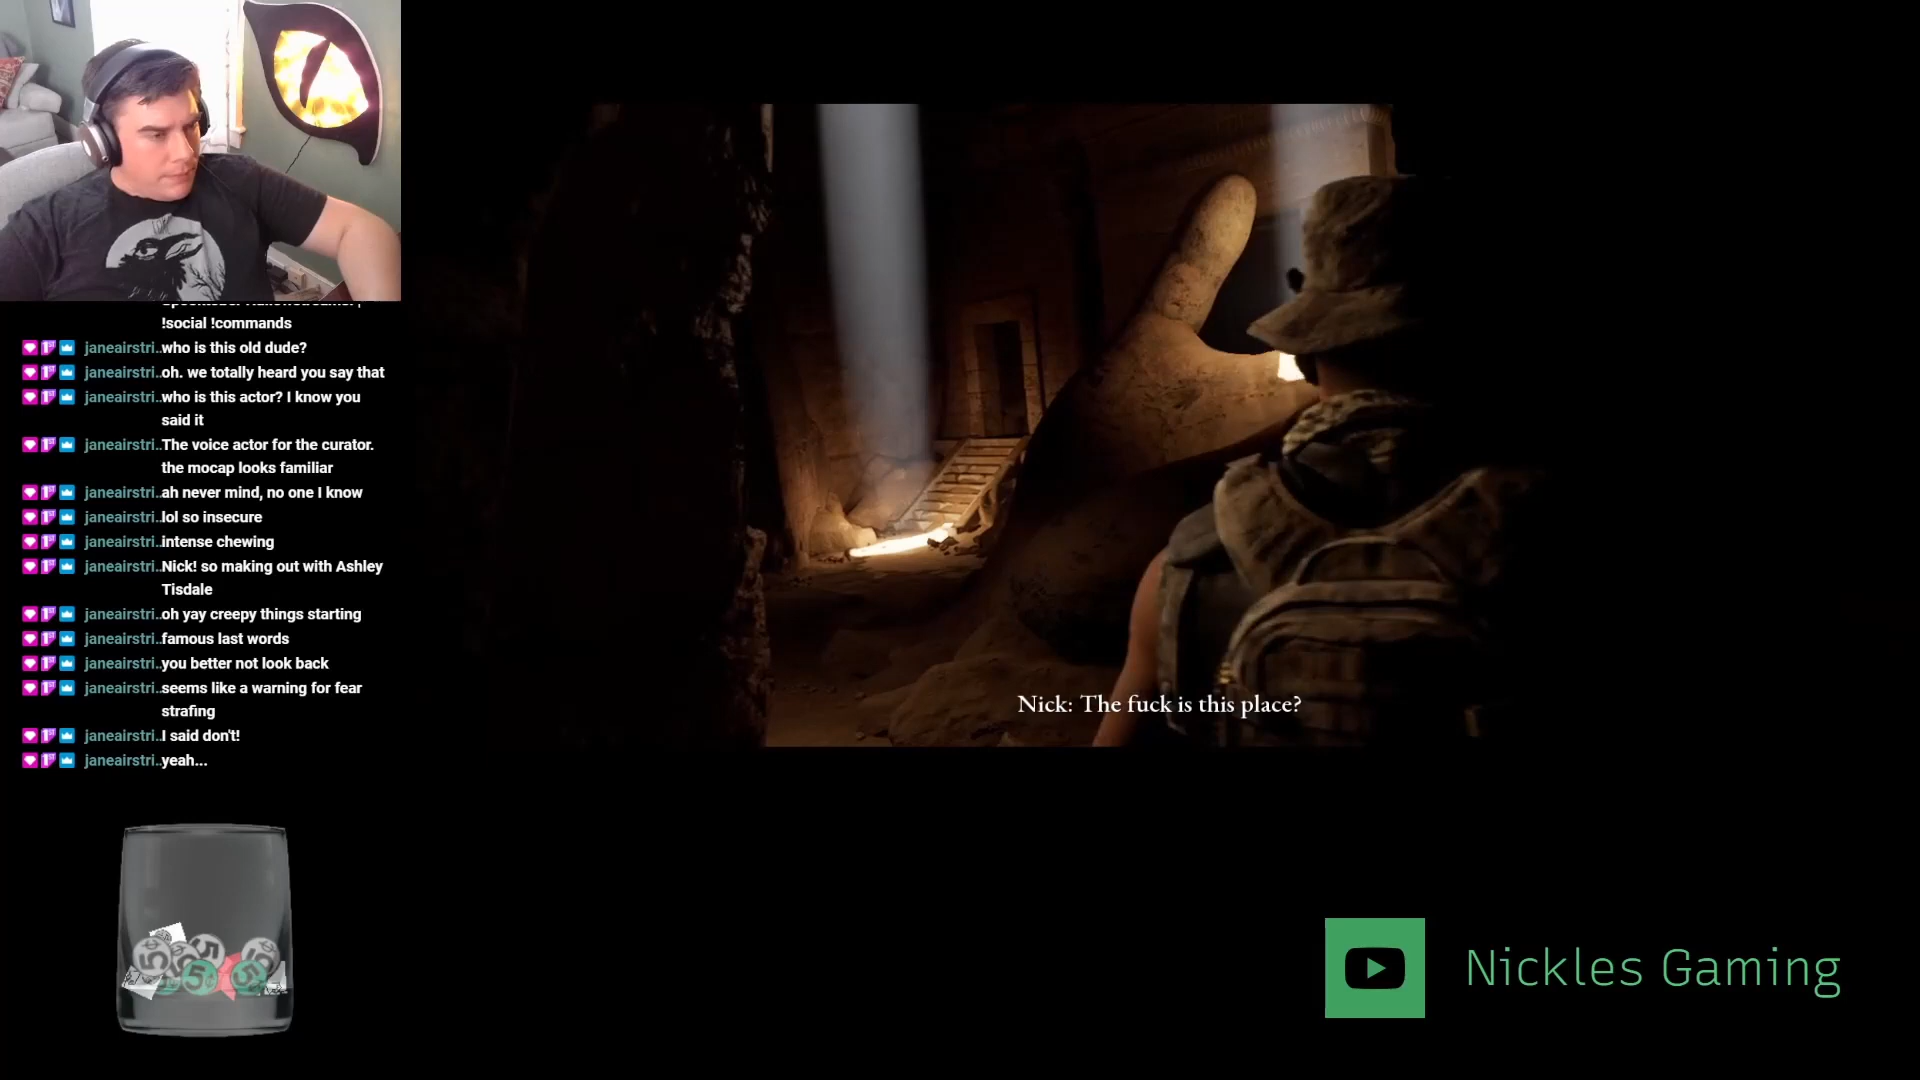 !social !commands
janeairstri..who is this old dude?
janeairstri..oh. we totally heard you say that
janeairstri..who is this actor? I know you
said it
janeairstri..The voice actor for the curator.
the mocap looks familiar
janeairstri..ah never mind, no one I know
janeairstri..lol so insecure
janeairstri..intense chewing
janeairstri..Nick! so making out with Ashley
Tisdale
janeairstri..oh yay creepy things starting
janeairstri..famous last words
janeairstri..you better not look back
janeairstri..seems like a warning for fear
strafing
janeairstri..I said don't!
janeairstri..yeah...
Nick: The fuck is this place?
5¢
5
5¢
5
Nickles Gaming